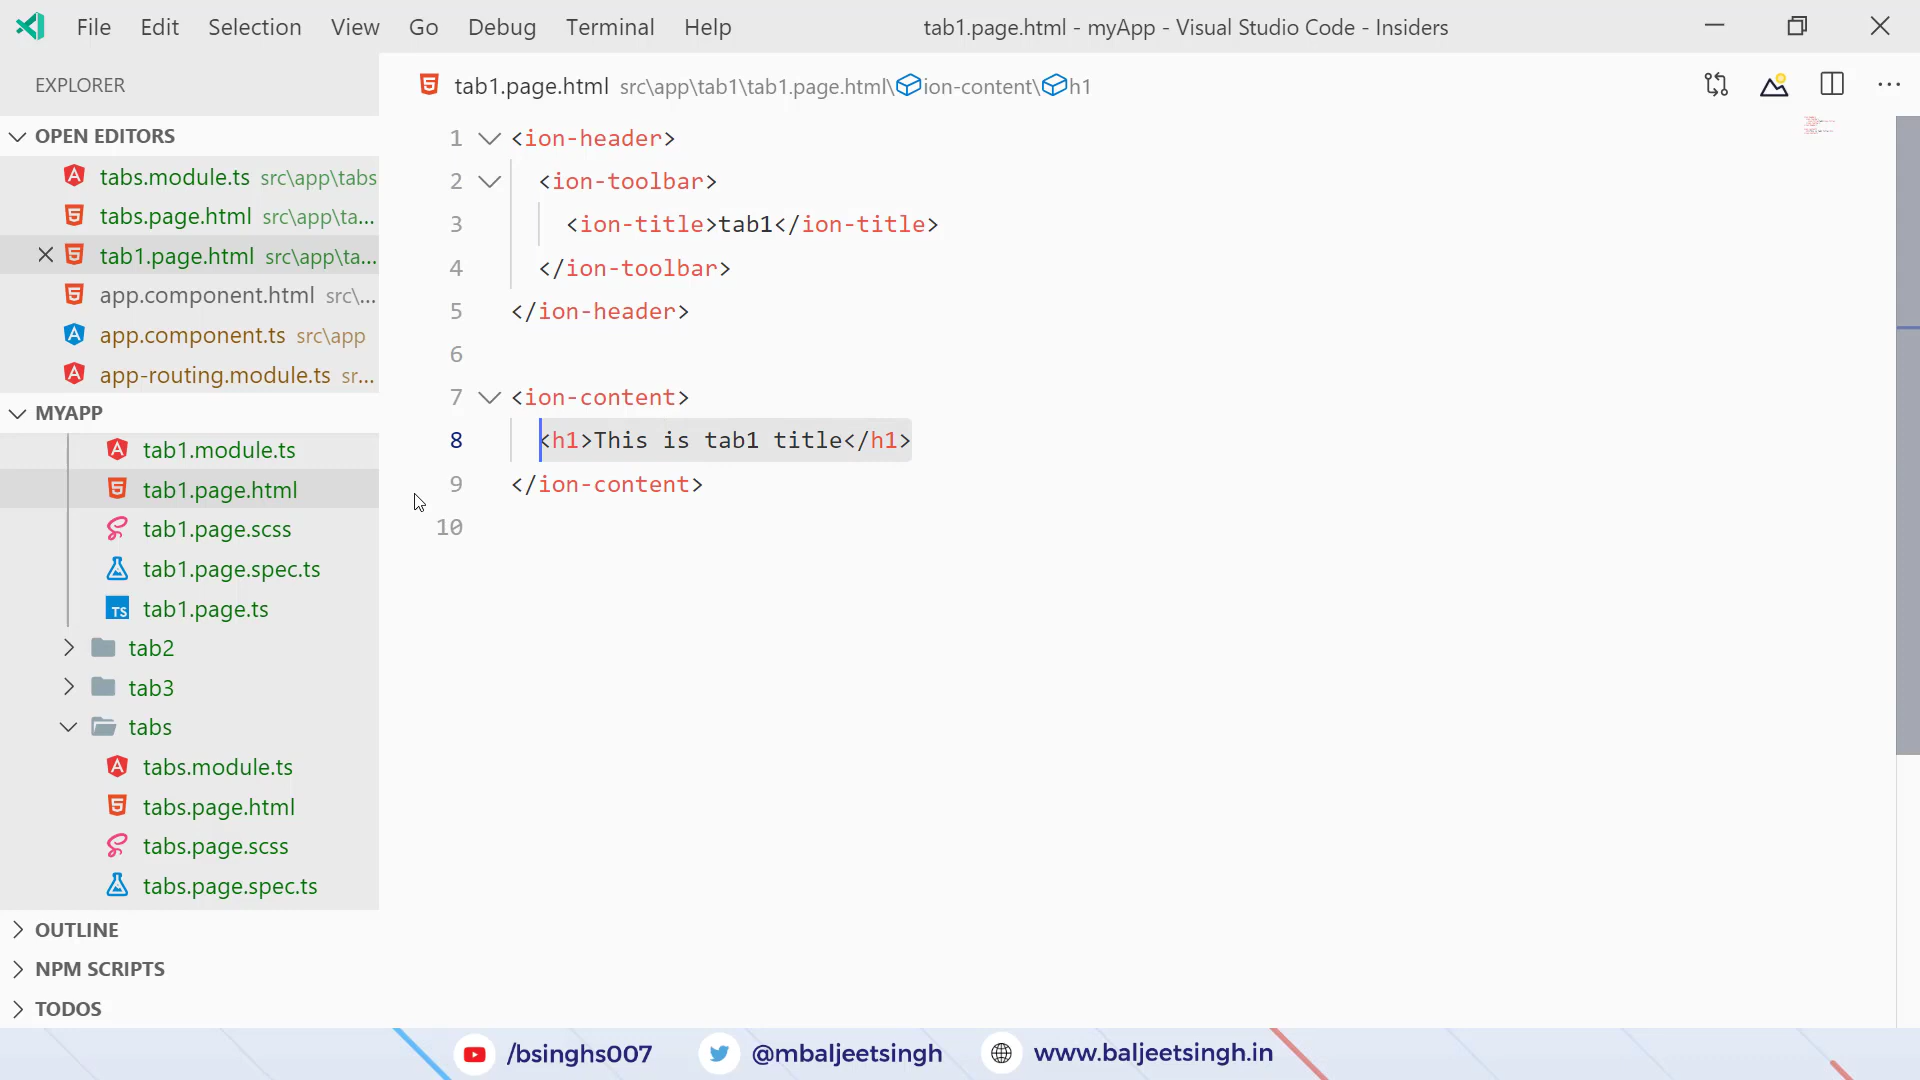 File Edit Selection View Go Debug Terminal Help tab1.page.html - myApp - Visual Studio Code - Insiders
EXPLORER
tab1.page.html src\app\tab1\tab1.page.html\ion-content\h1
OPEN EDITORS
tabs.module.ts src\app\tabs
tabs.page.html src\app\ta...
tab1.page.html src\app\ta...
app.component.html src\...
app.component.ts src\app
app-routing.module.ts sr...
MYAPP
tab1.module.ts
tab1.page.html
tab1.page.scss
tab1.page.spec.ts
TS tab1.page.ts
tab2
tab3
tabs
tabs.module.ts
tabs.page.html
tabs.page.scss
tabs.page.spec.ts
OUTLINE
NPM SCRIPTS
TODOS
1 <ion-header>
2 <ion-toolbar>
3 <ion-title>tab1</ion-title>
4 </ion-toolbar>
5 </ion-header>
6
7 <ion-content>
8 <h1>This is tab1 title</h1>
9 </ion-content>
10
/bsinghs007 @mbaljeetsingh www.baljeetsingh.in